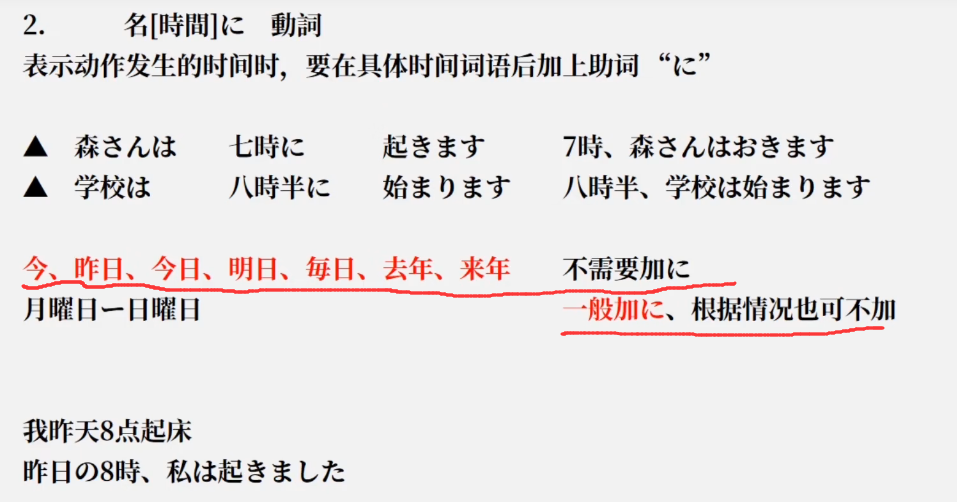 2. 名[時間]に 動詞
表示动作发生的时间时，要在具体时间词语后加上助词 “に”
▲ 森さんは 七時に 起きます 7時、森さんはおきます
▲ 学校は 八時半に 始まります 八時半、学校は始まります
今、昨日、今日、明日、毎日、去年、来年 不需要加に
月曜日ー日曜日 一般加に、根据情况也可不加
我昨天8点起床
昨日の8時、私は起きました